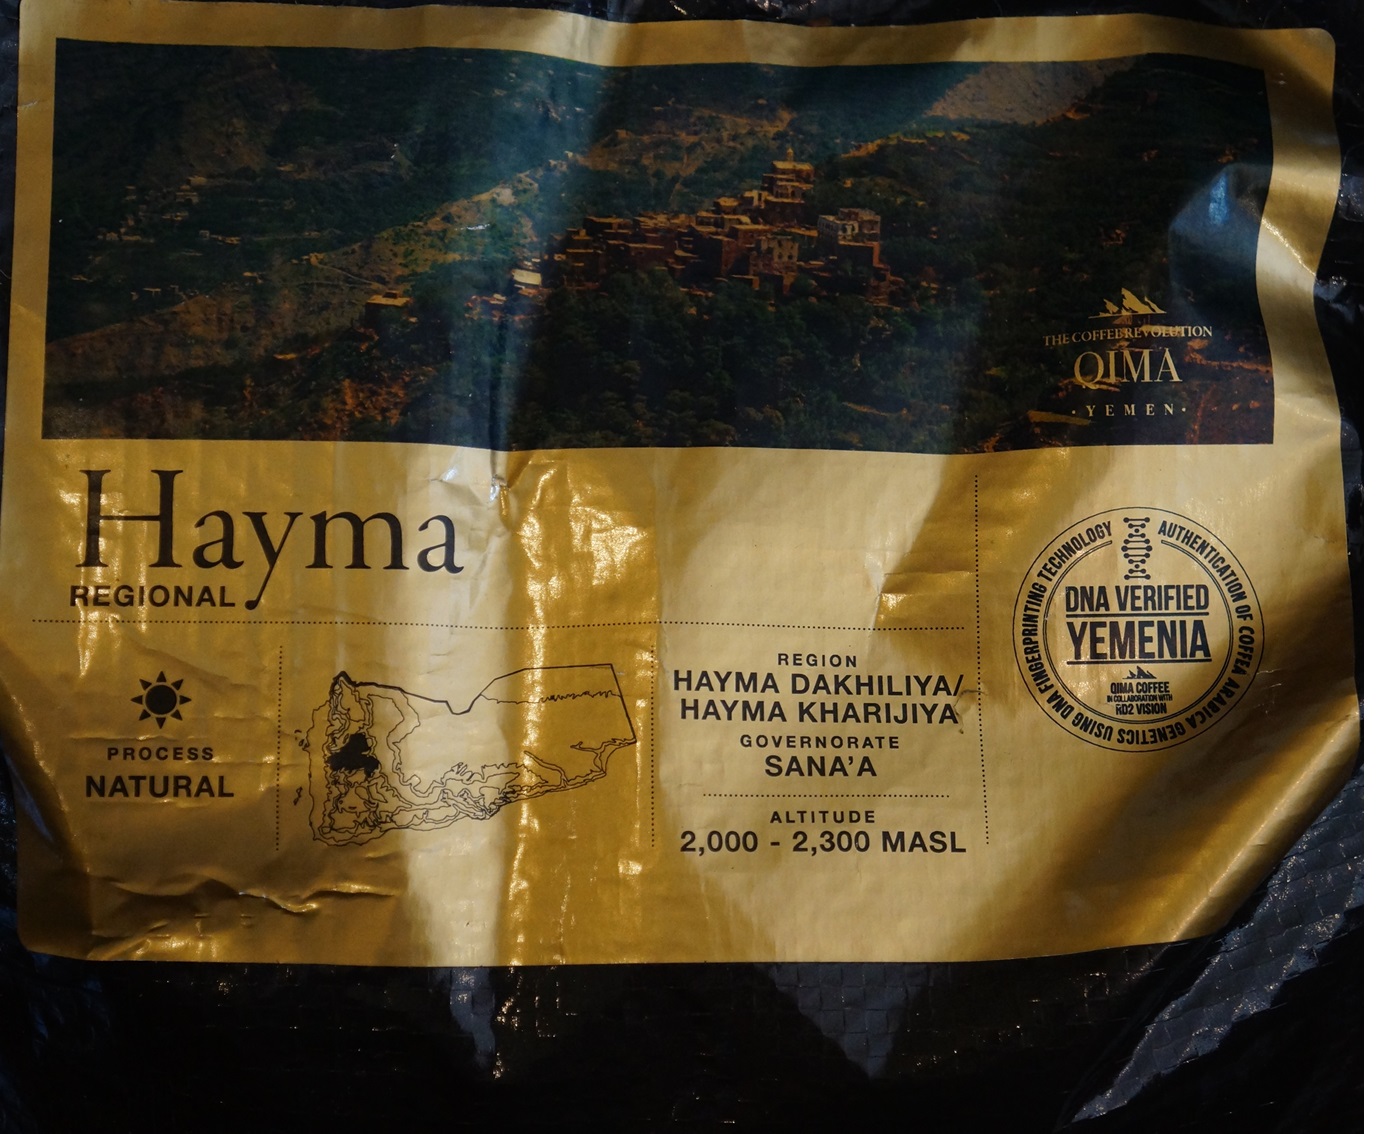 THE COFFEE REVOLUTION
QIMA
· YEMEN ·
Hayma
REGIONAL
PROCESS
NATURAL
REGION
HAYMA DAKHILIYA/
HAYMA KHARIJIYA
GOVERNORATE
SANA'A
ALTITUDE
2,000 - 2,300 MASL
AUTHENTICATION OF COFFEA ARABICA GENETICS USING DNA FINGERPRINTING TECHNOLOGY
DNA VERIFIED
YEMENIA
QIMA COFFEE
IN COLLABORATION WITH
RD2 VISION